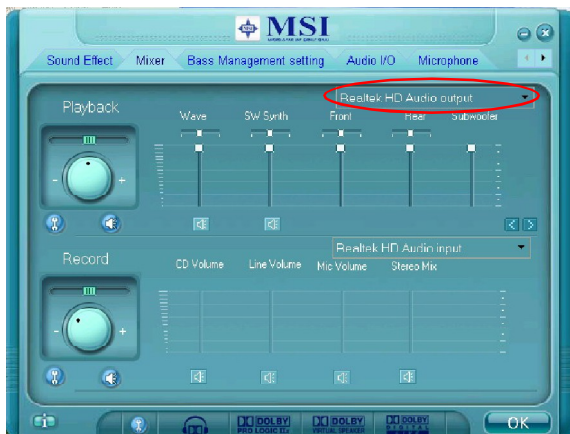 MSI
Sound Effect Mixer Bass Management setting Audio I/O Microphone
Realtek HD Audio output
Playback
Wave SW Synth Front Rear Subwoofer
- +
Realtek HD Audio input
Record
CD Volume Line Volume Mic Volume Stereo Mix
- +
DOLBY
PRO LOGIC IIx
DOLBY
VIRTUAL SPEAKER
DOLBY
DIGITAL
OK